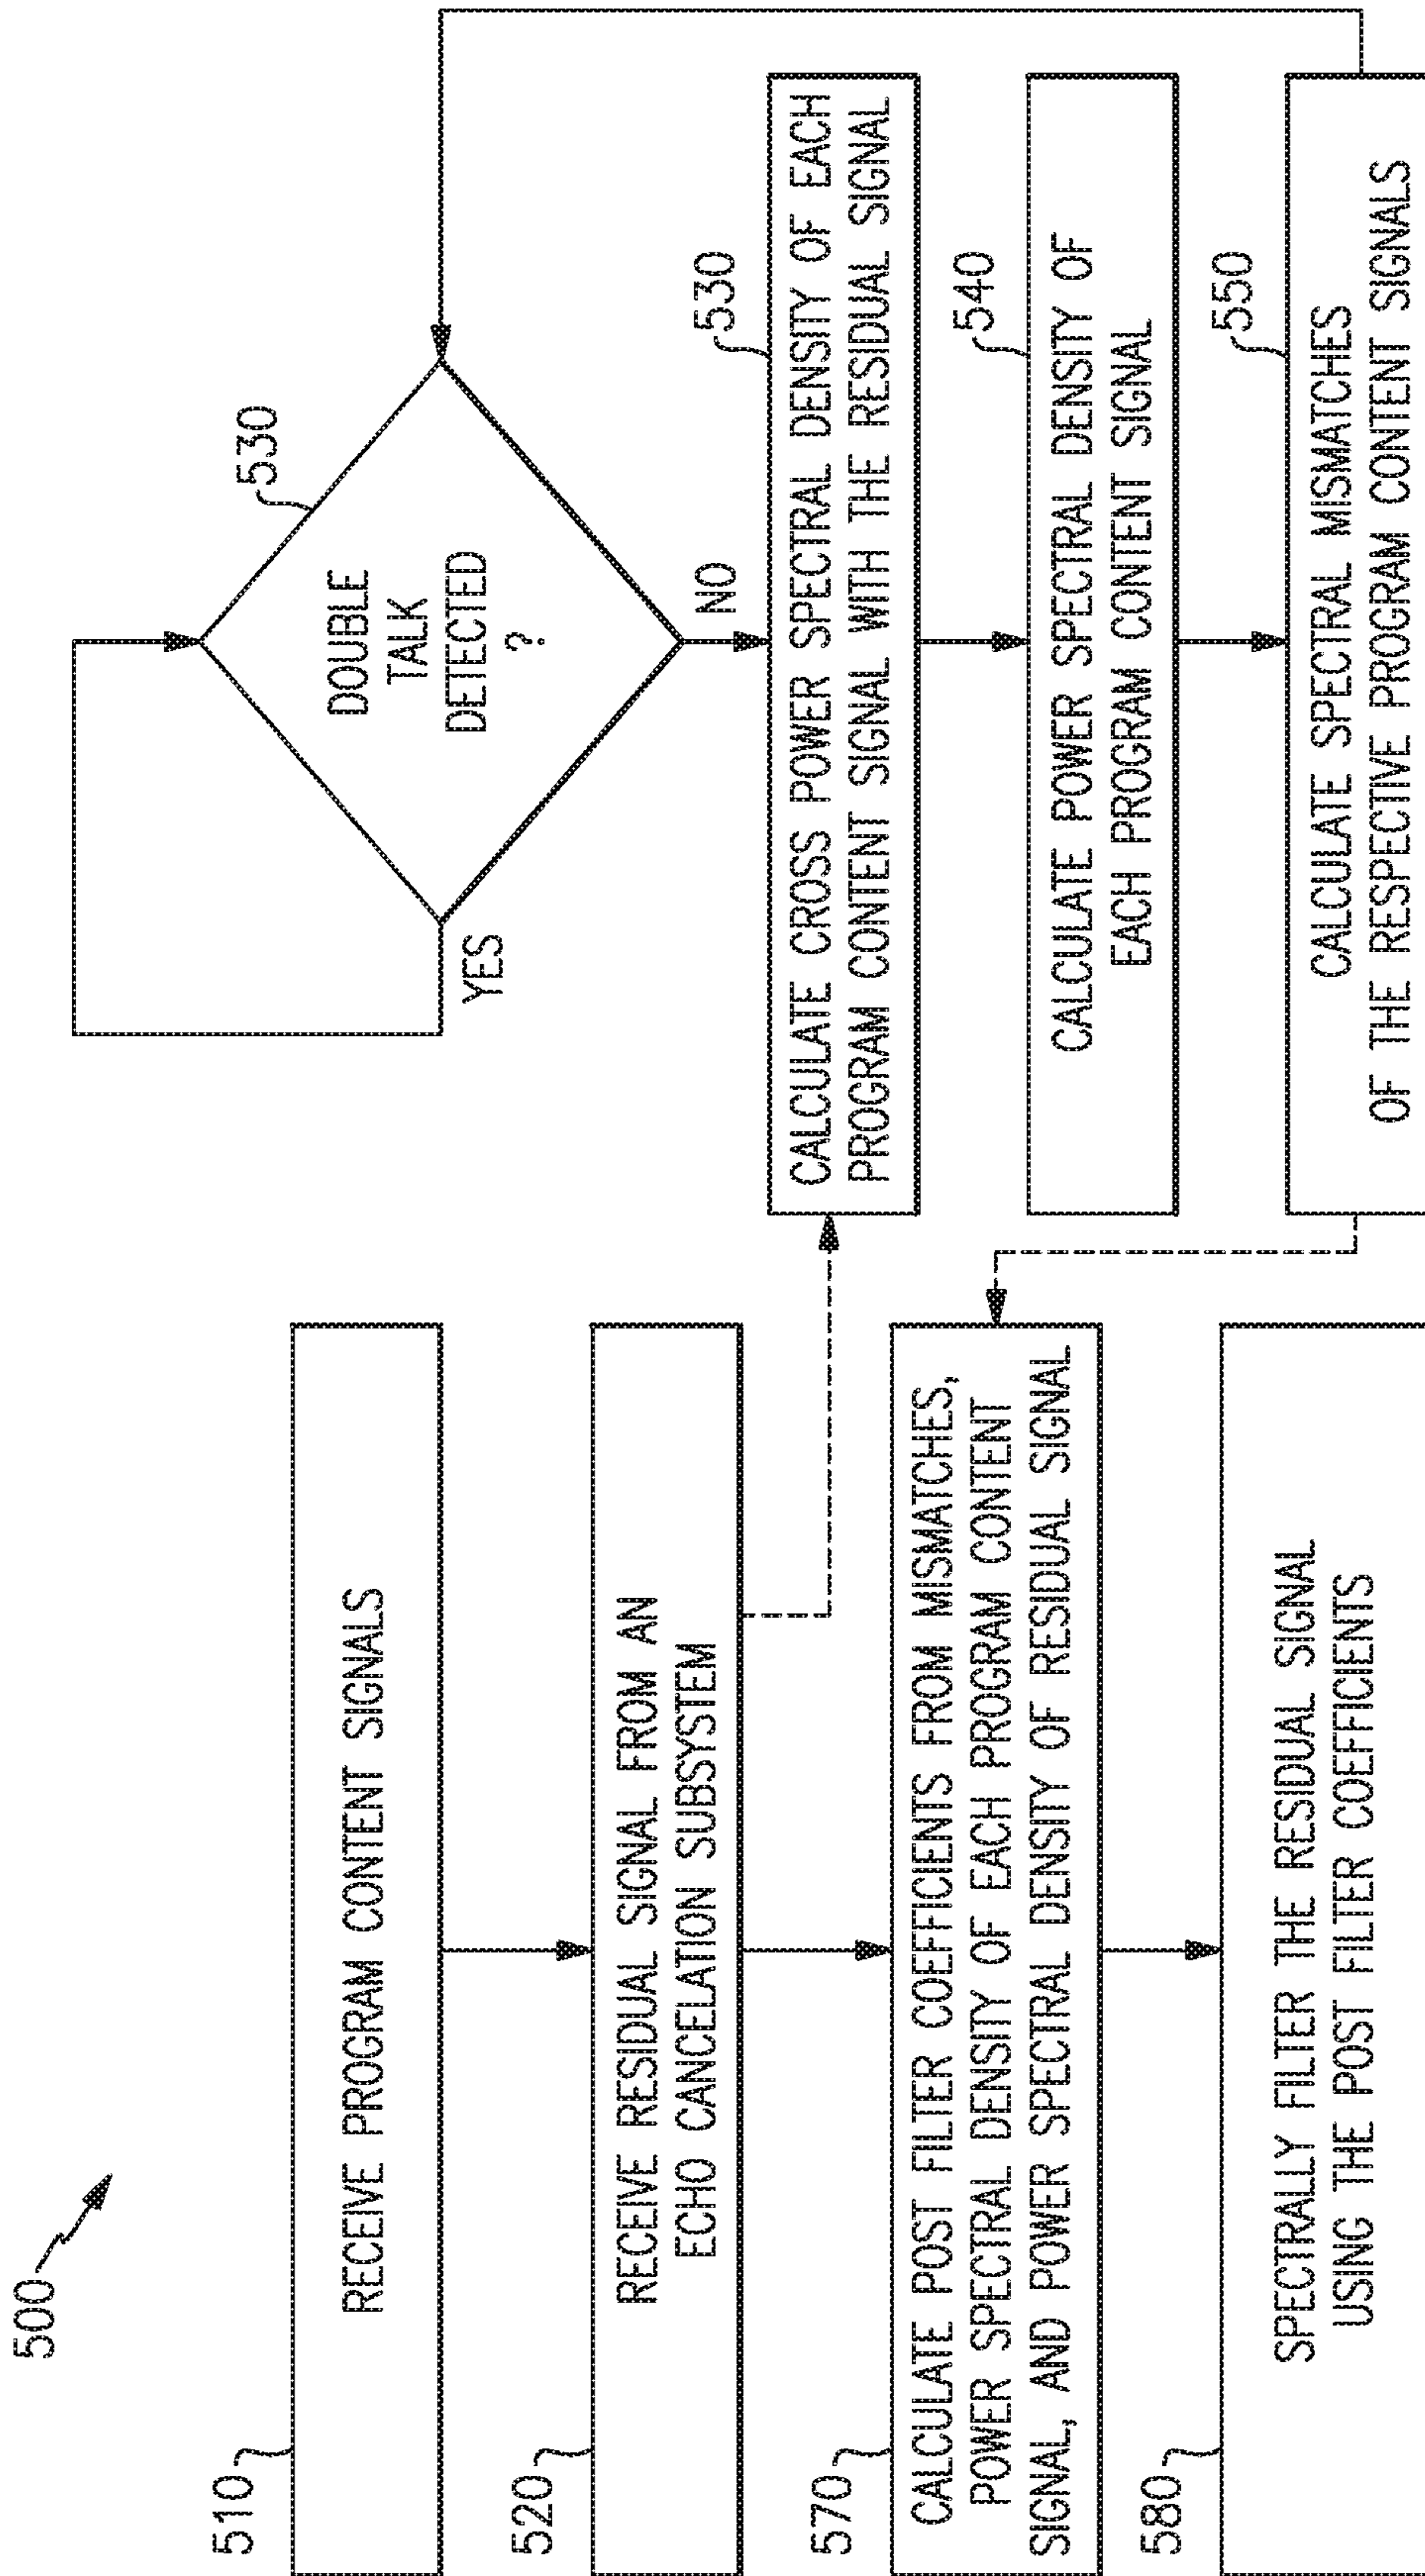 500
510
RECEIVE PROGRAM CONTENT SIGNALS
520
RECEIVE RESIDUAL SIGNAL FROM AN
ECHO CANCELATION SUBSYSTEM
570
CALCULATE POST FILTER COEFFICIENTS FROM MISMATCHES,
POWER SPECTRAL DENSITY OF EACH PROGRAM CONTENT
SIGNAL, AND POWER SPECTRAL DENSITY OF RESIDUAL SIGNAL
580
SPECTRALLY FILTER THE RESIDUAL SIGNAL
USING THE POST FILTER COEFFICIENTS
530
DOUBLE
TALK
DETECTED
?
YES
NO
530
CALCULATE CROSS POWER SPECTRAL DENSITY OF EACH
PROGRAM CONTENT SIGNAL WITH THE RESIDUAL SIGNAL
540
CALCULATE POWER SPECTRAL DENSITY OF
EACH PROGRAM CONTENT SIGNAL
550
CALCULATE SPECTRAL MISMATCHES
OF THE RESPECTIVE PROGRAM CONTENT SIGNALS